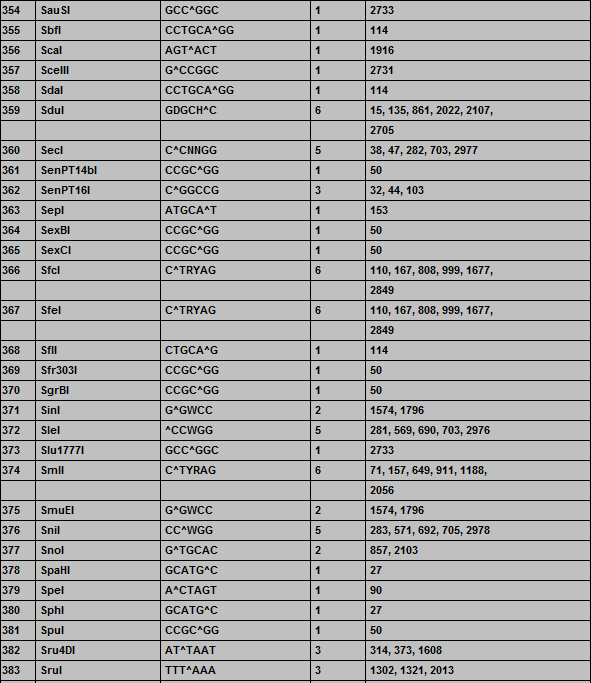 354 SauSI GCC^GGC 1 2733
355 SbfI CCTGCA^GG 1 114
356 ScaI AGT^ACT 1 1916
357 SceIII G^CCGGC 1 2731
358 SdaI CCTGCA^GG 1 114
359 SduI GDGCH^C 6 15, 135, 861, 2022, 2107,
2705
360 SecI C^CNNGG 5 38, 47, 282, 703, 2977
361 SenPT14bI CCGC^GG 1 50
362 SenPT16I C^GGCCG 3 32, 44, 103
363 SepI ATGCA^T 1 153
364 SexBI CCGC^GG 1 50
365 SexCI CCGC^GG 1 50
366 SfcI C^TRYAG 6 110, 167, 808, 999, 1677,
2849
367 SfeI C^TRYAG 6 110, 167, 808, 999, 1677,
2849
368 SflI CTGCA^G 1 114
369 Sfr303I CCGC^GG 1 50
370 SgrBI CCGC^GG 1 50
371 SinI G^GWCC 2 1574, 1796
372 SleI ^CCWGG 5 281, 569, 690, 703, 2976
373 Slu1777I GCC^GGC 1 2733
374 SmlI C^TYRAG 6 71, 157, 649, 911, 1188,
2056
375 SmuEI G^GWCC 2 1574, 1796
376 SniI CC^WGG 5 283, 571, 692, 705, 2978
377 SnoI G^TGCAC 2 857, 2103
378 SpaHI GCATG^C 1 27
379 SpeI A^CTAGT 1 90
380 SphI GCATG^C 1 27
381 SpuI CCGC^GG 1 50
382 Sru4DI AT^TAAT 3 314, 373, 1608
383 SruI TTT^AAA 3 1302, 1321, 2013